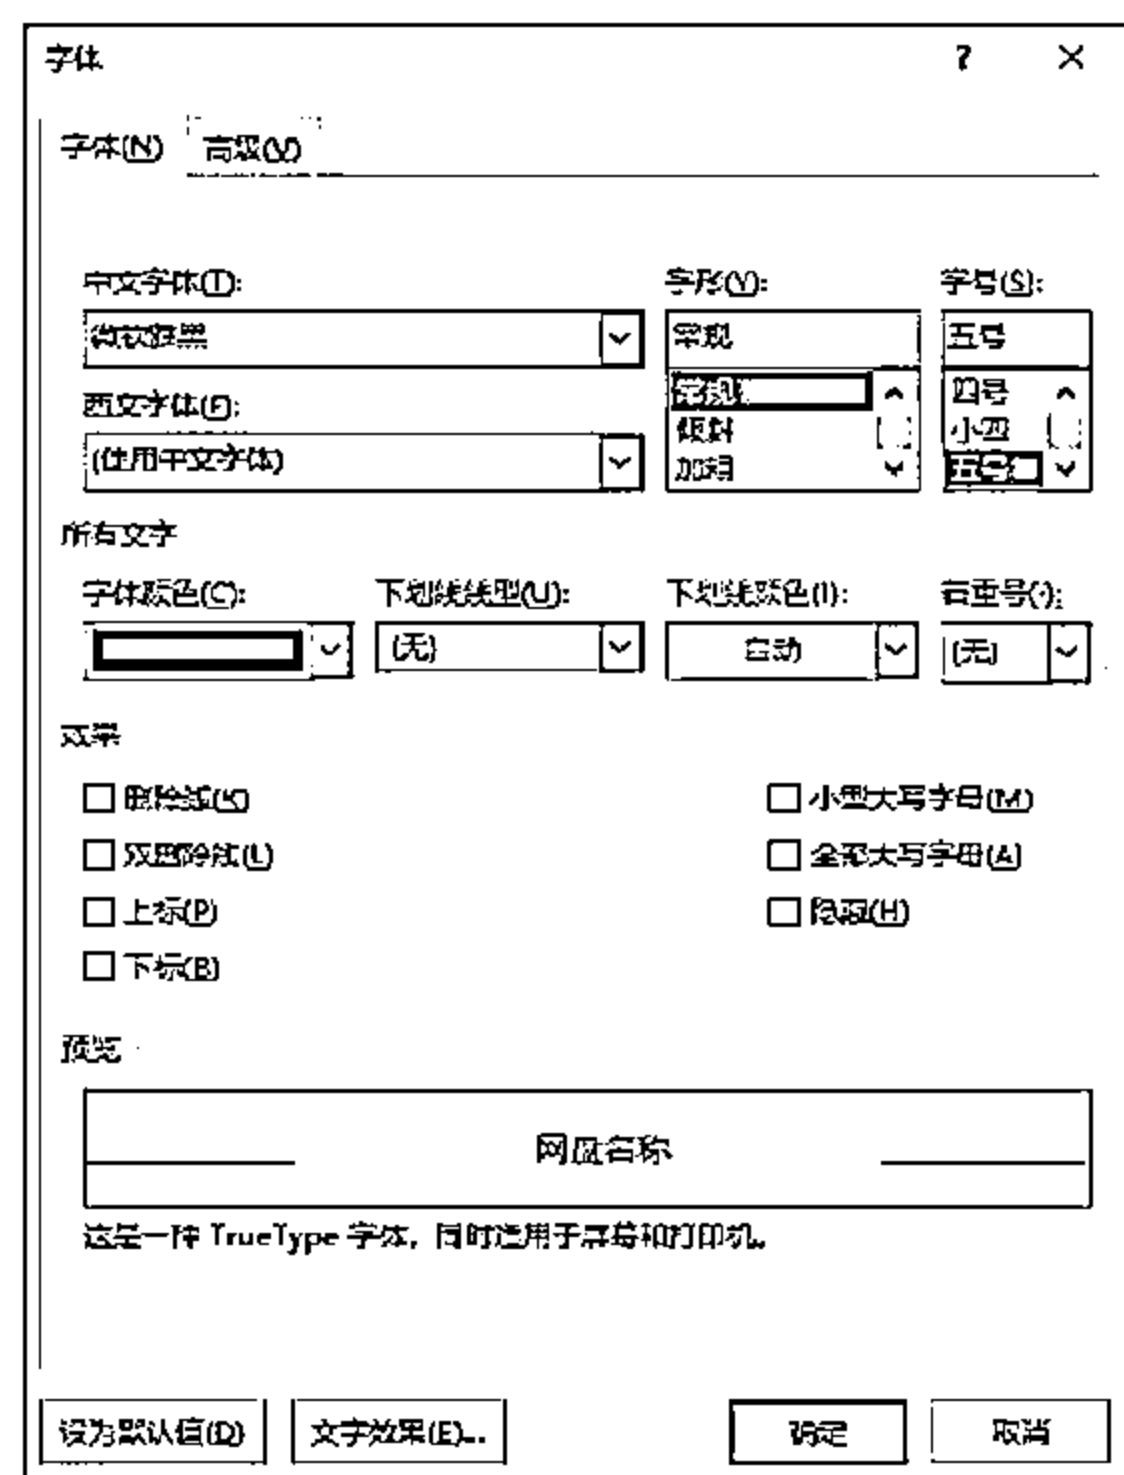 字体 ? ×
字体(N) 高级(V)
中文字体(T): 字形(Y): 字号(S):
微软雅黑 常规 五号
常规 四号
西文字体(F): 倾斜 小四
(使用中文字体) 加粗 五号
所有文字
字体颜色(C): 下划线线型(U): 下划线颜色(I): 着重号(·):
(无) 自动 (无)
效果
删除线(K) 小型大写字母(M)
双删除线(L) 全部大写字母(A)
上标(P) 隐藏(H)
下标(B)
预览
网盘名称
这是一种 TrueType 字体，同时适用于屏幕和打印机。
设为默认值(D) 文字效果(E)... 确定 取消